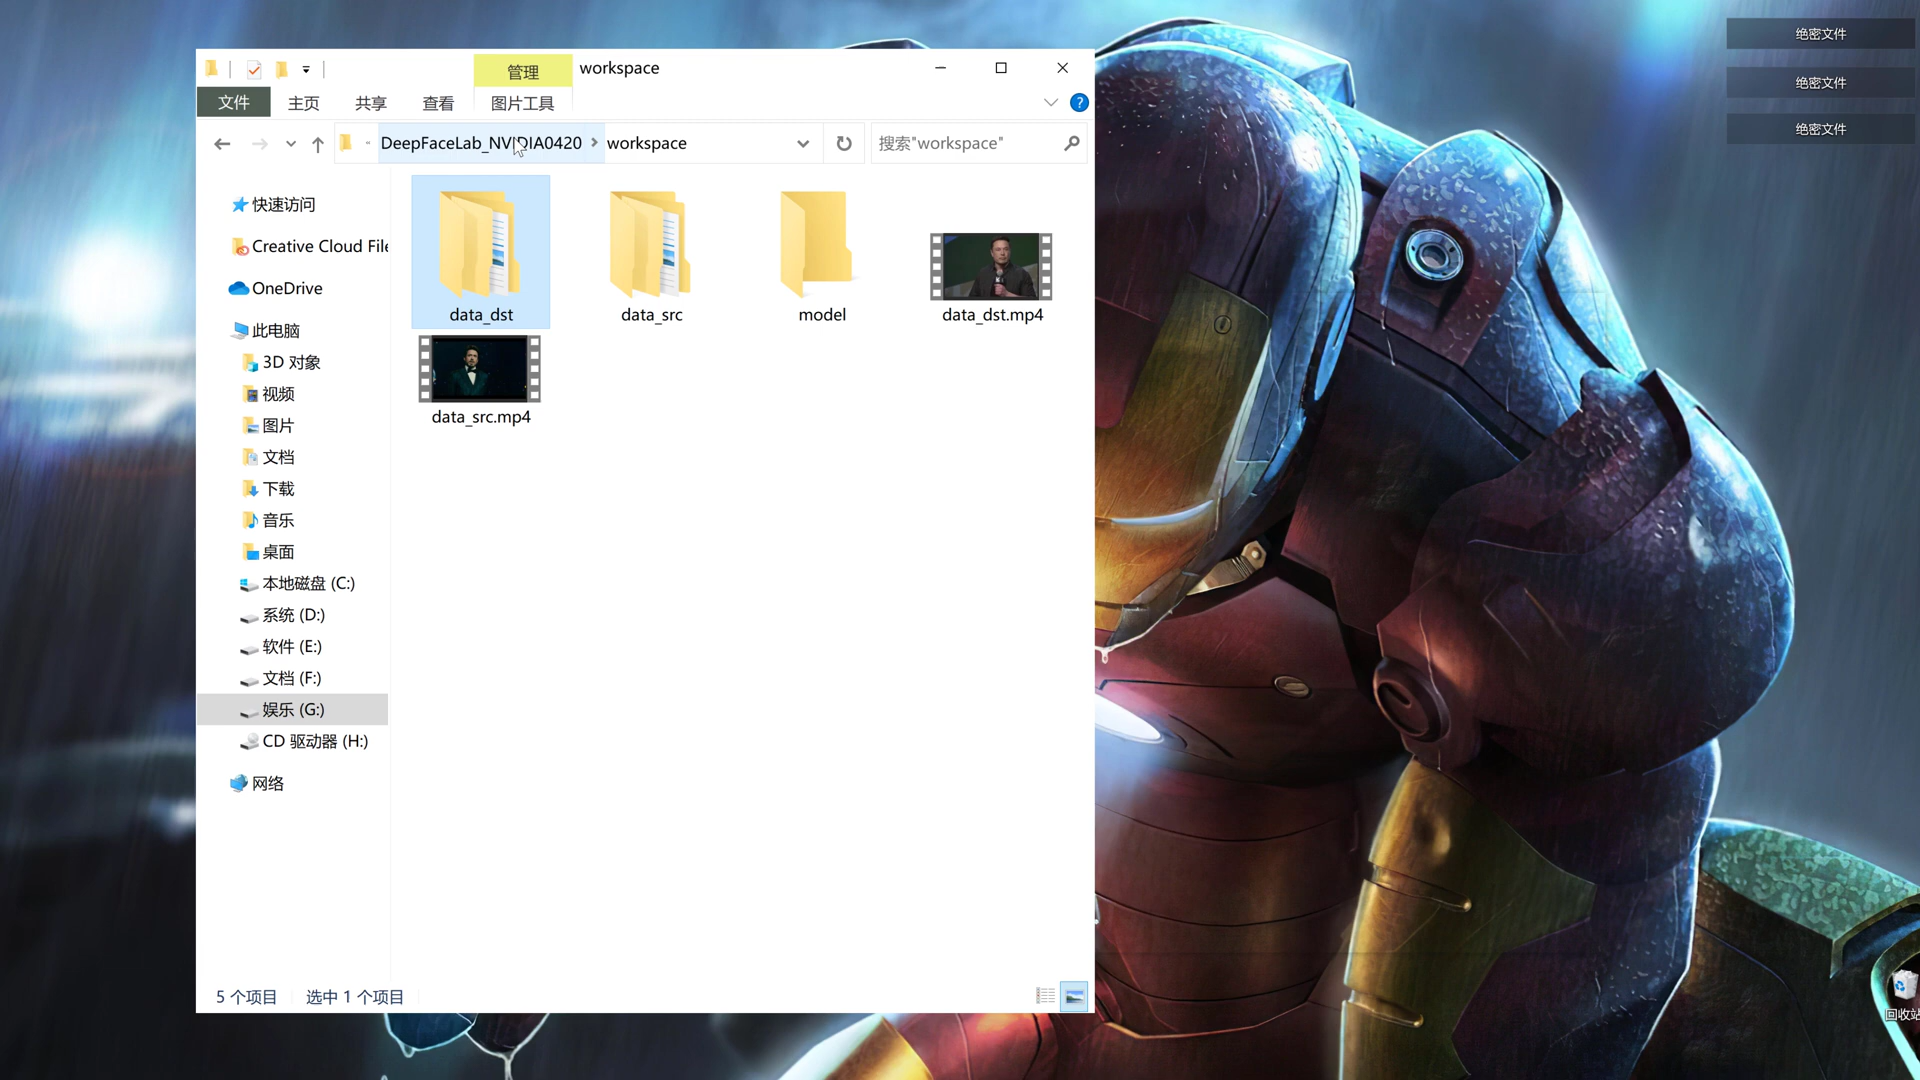 管理
workspace
文件
主页
共享
查看
图片工具
DeepFaceLab_NVIDIA0420
workspace
搜索"workspace"
快速访问
Creative Cloud File
OneDrive
此电脑
3D 对象
视频
图片
文档
下载
音乐
桌面
本地磁盘 (C:)
系统 (D:)
软件 (E:)
文档 (F:)
娱乐 (G:)
CD 驱动器 (H:)
网络
data_dst
data_src
model
data_dst.mp4
data_src.mp4
5 个项目
选中 1 个项目
绝密文件
绝密文件
绝密文件
回收站